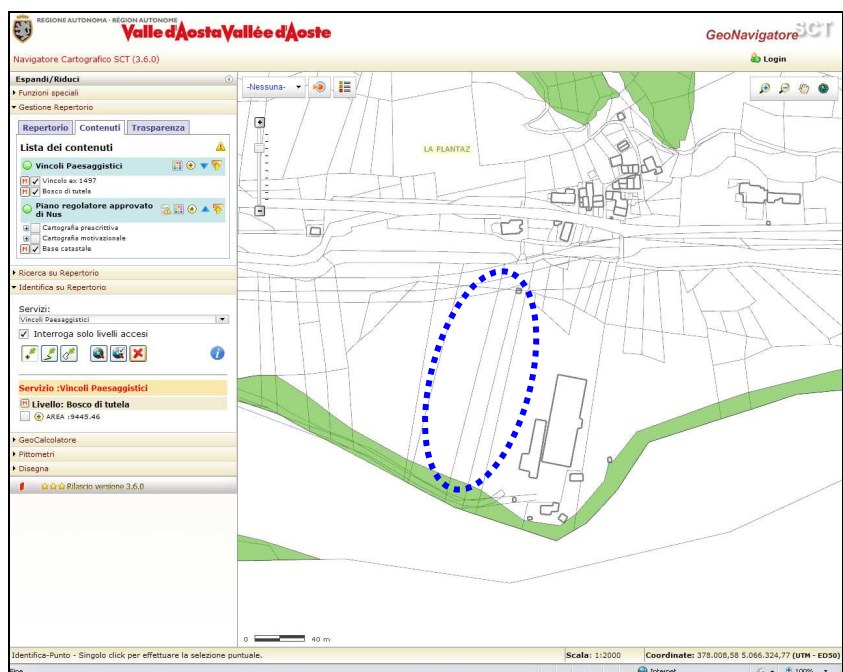 REGIONE AUTONOMA - RÉGION AUTONOME
Valle d'Aosta Vallée d'Aoste
GeoNavigatore SCT
Navigatore Cartografico SCT (3.6.0)
Login
Espandi/Riduci
Funzioni speciali
Gestione Repertorio
Repertorio Contenuti Trasparenza
Lista dei contenuti
Vincoli Paesaggistici
Vincolo ex 1497
Bosco di tutela
Piano regolatore approvato
di Nus
Cartografia prescrittiva
Cartografia motivazionale
Base catastale
Ricerca su Repertorio
Identifica su Repertorio
Servizi:
Vincoli Paesaggistici
Interroga solo livelli accesi
Servizio :Vincoli Paesaggistici
Livello: Bosco di tutela
AREA :9445.46
GeoCalcolatore
Pittometri
Disegna
Rilascio versione 3.6.0
-Nessuna-
LA PLANTAZ
0 40 m
Identifica-Punto - Singolo click per effettuare la selezione puntuale.
Scala: 1:2000
Coordinate: 378.008,58 5.066.324,77 (UTM - ED50)
Fine
Internet
100%